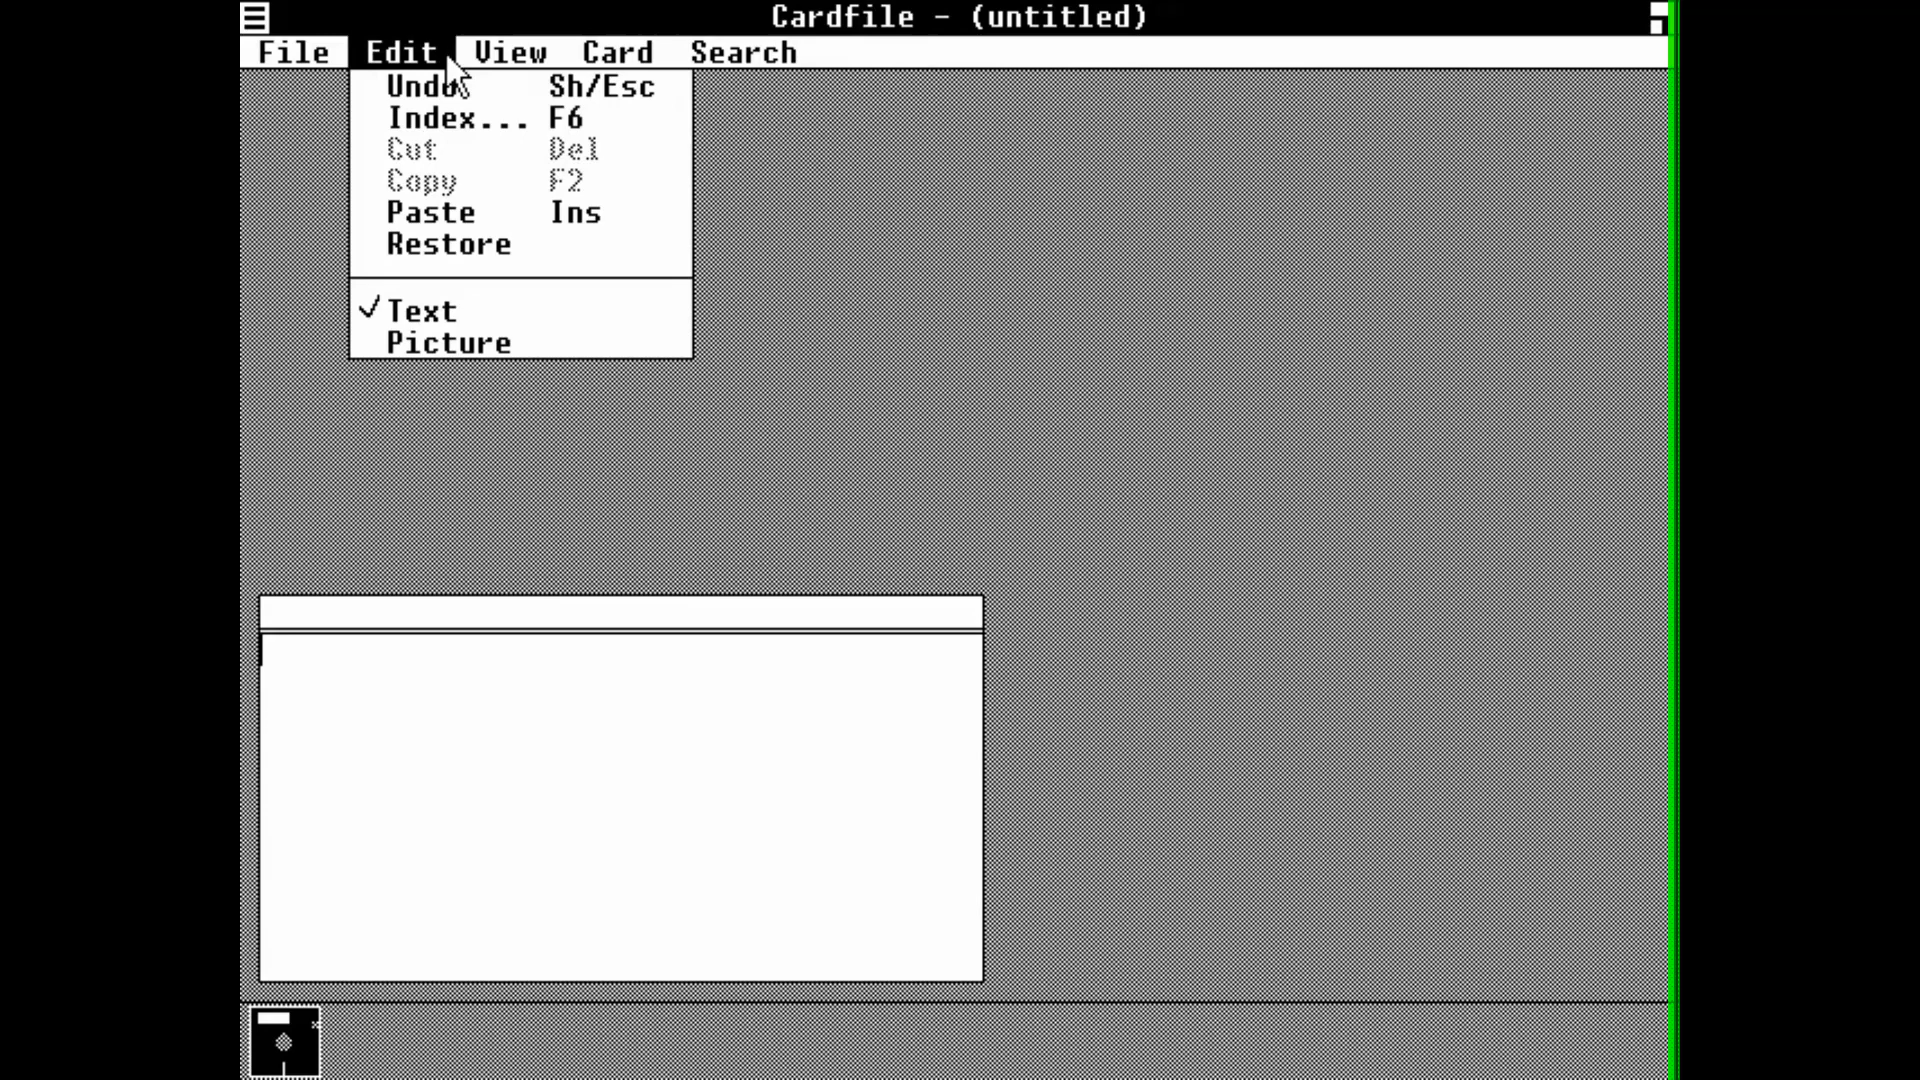 Cardfile - (untitled)
File Edit View Card Search
Undo Sh/Esc
Index... F6
Cut Del
Copy F2
Paste Ins
Restore
Text
Picture